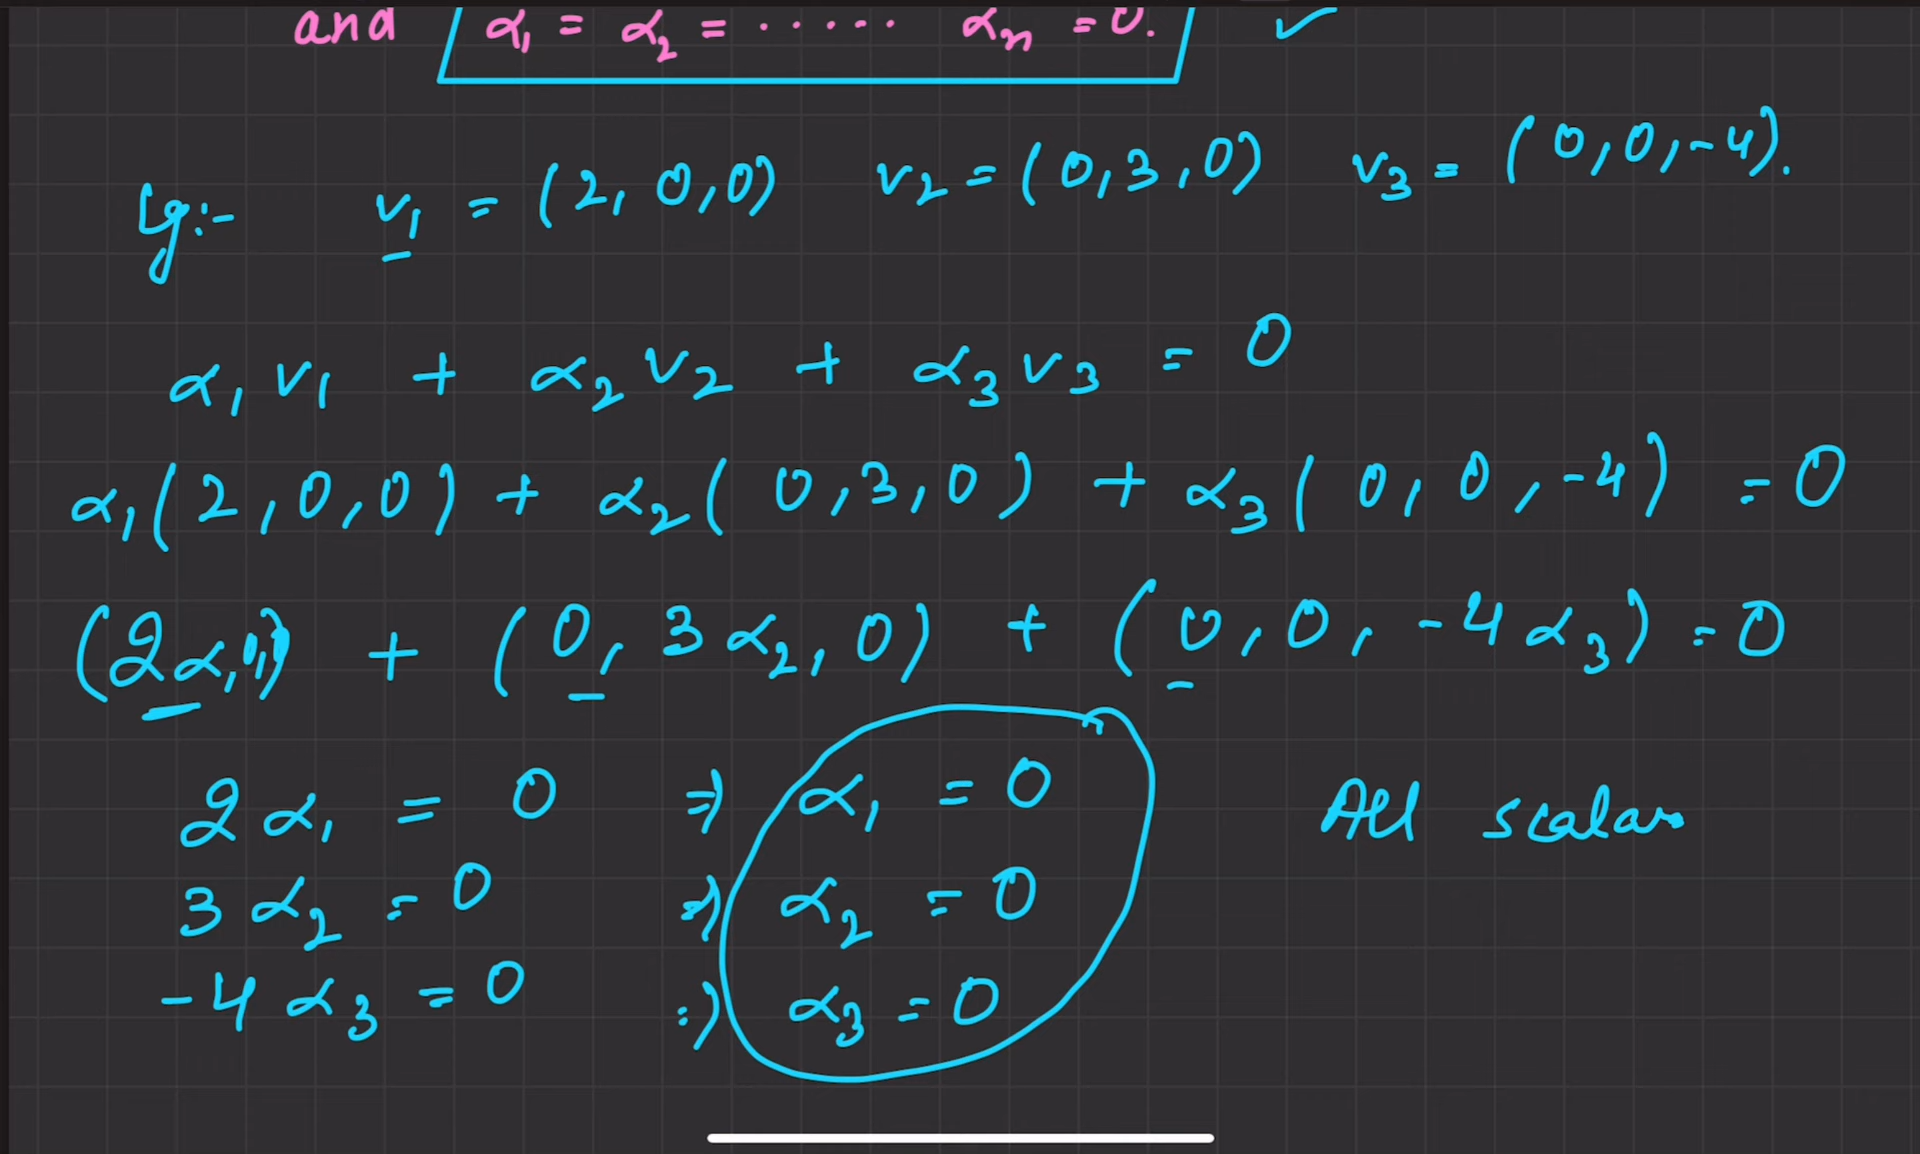 and α₁ = α₂ = ...... αₙ = 0. ✓
Eg:- v₁ = (2, 0,0) v₂ = (0,3,0) v₃ = (0,0,-4).
α₁v₁ + α₂v₂ + α₃v₃ = 0
α₁(2,0,0) + α₂(0,3,0) + α₃(0,0,-4) = 0
(2α₁,0,0) + (0, 3α₂,0) + (0,0, -4α₃) = 0
2α₁ = 0 ⇒ α₁ = 0 All scalars
3α₂ = 0 ⇒ α₂ = 0
-4α₃ = 0 ⇒ α₃ = 0